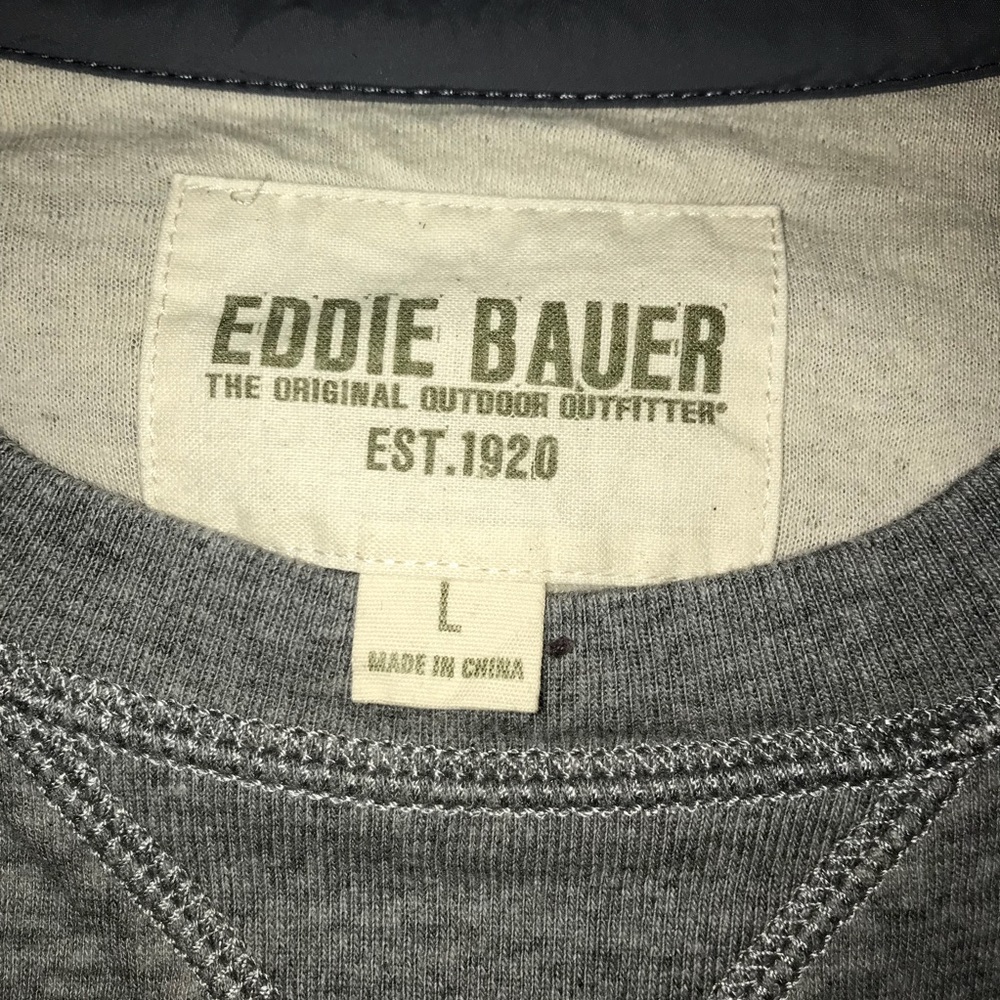 EDDIE BAUER
THE ORIGINAL OUTDOOR OUTFITTER®
EST.1920
L
MADE IN CHINA